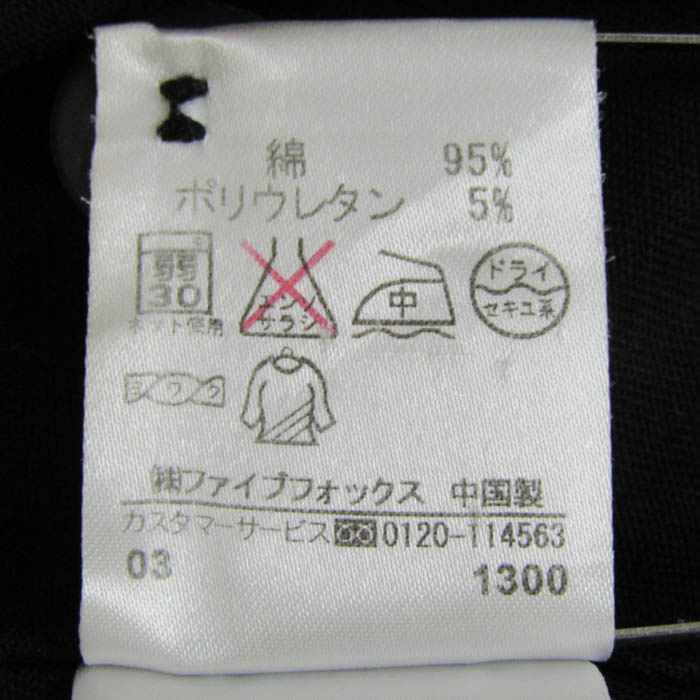 綿 95%
ポリウレタン 5%
弱
30
ネット使用
エンソ
サラシ
中
ドライ
セキユ系
ヨワク
㈱ファイブフォックス 中国製
カスタマーサービス 0120-114563
03 1300